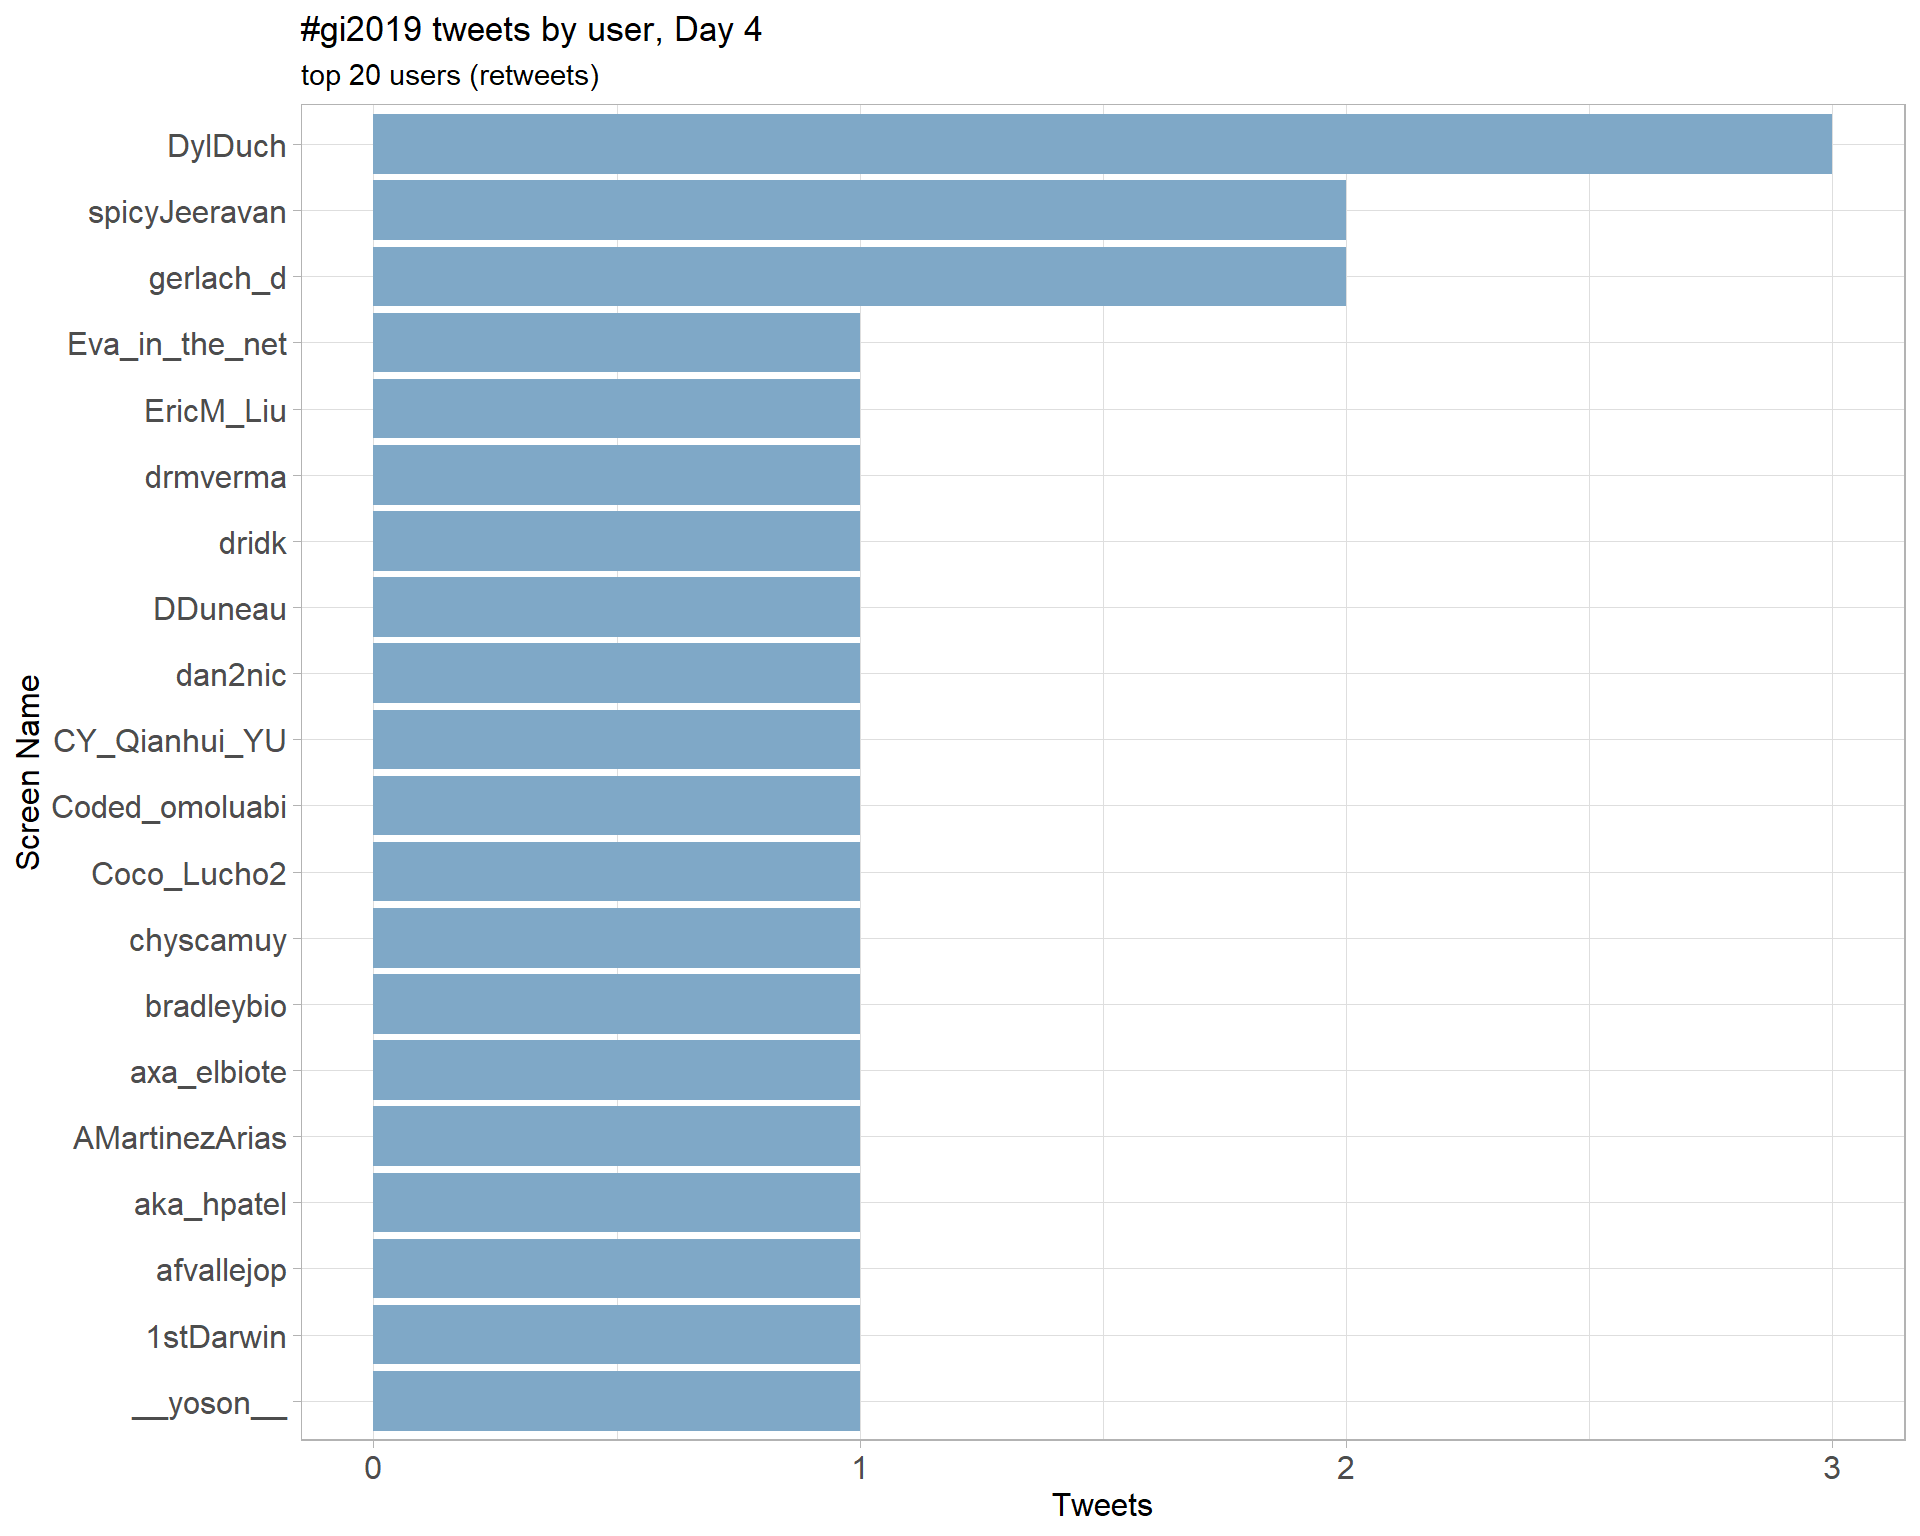 #gi2019 tweets by user, Day 4
top 20 users (retweets)
DylDuch
spicyJeeravan
gerlach_d
Eva_in_the_net
EricM_Liu
drmverma
dridk
DDuneau
dan2nic
CY_Qianhui_YU
Coded_omoluabi
Coco_Lucho2
chyscamuy
bradleybio
axa_elbiote
AMartinezArias
aka_hpatel
afvallejop
1stDarwin
__yoson__
Screen Name
0 1 2 3
Tweets